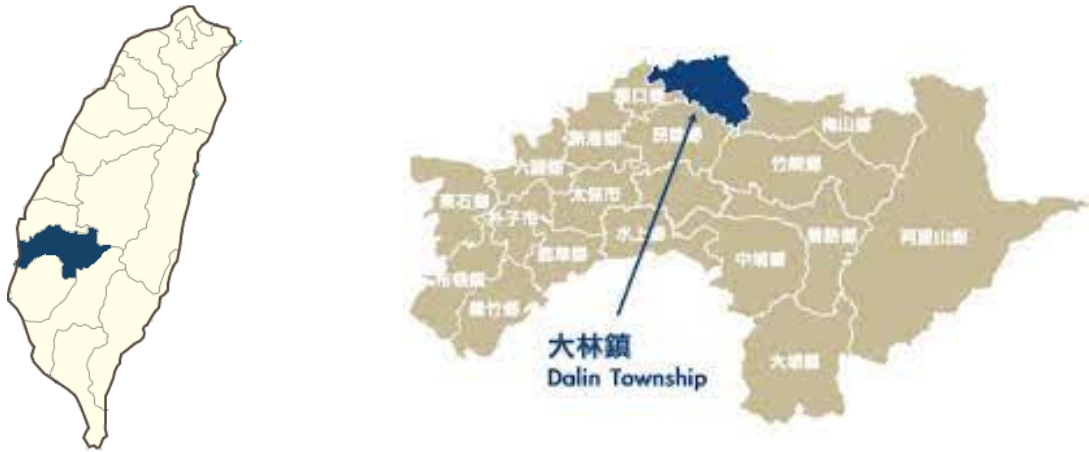 溪口鄉
梅山鄉
新港鄉
民雄鄉
竹崎鄉
六腳鄉
太保市
東石鄉
朴子市
水上鄉
番路鄉
阿里山鄉
鹿草鄉
中埔鄉
布袋鎮
義竹鄉
大林鎮
Dalin Township
大埔鄉